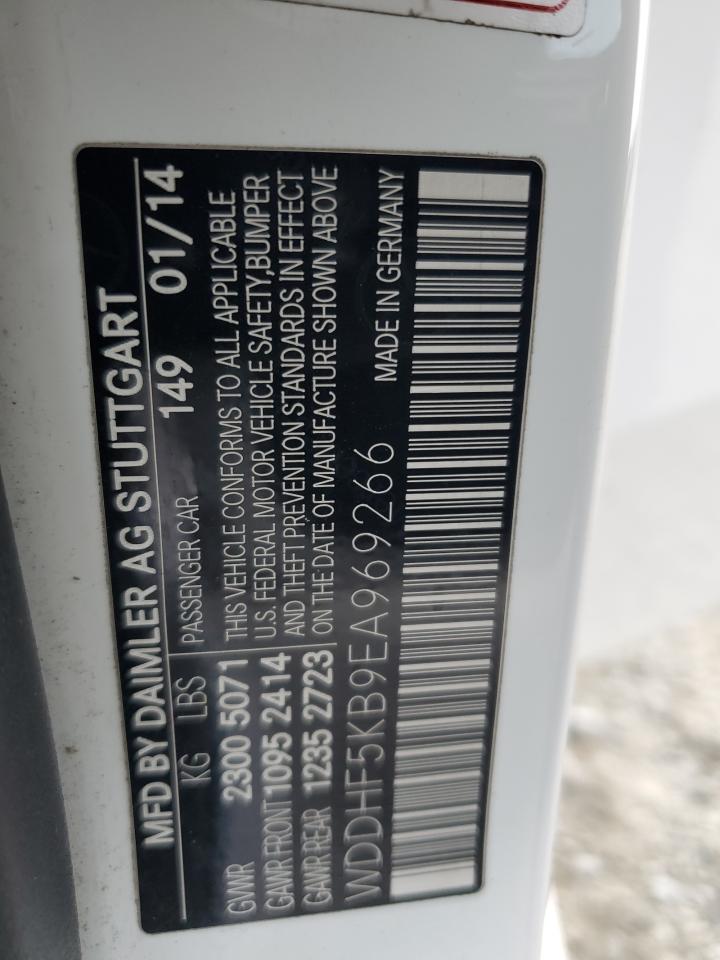 MFD BY DAIMLER AG STUTTGART
KG LBS 149 01/14
GVWR 2300 5071 PASSENGER CAR
GAWR FRONT 1095 2414
GAWR REAR 1235 2723
THIS VEHICLE CONFORMS TO ALL APPLICABLE
U.S. FEDERAL MOTOR VEHICLE SAFETY,BUMPER
AND THEFT PREVENTION STANDARDS IN EFFECT
ON THE DATE OF MANUFACTURE SHOWN ABOVE
WDDHF5KB9EA969266 MADE IN GERMANY